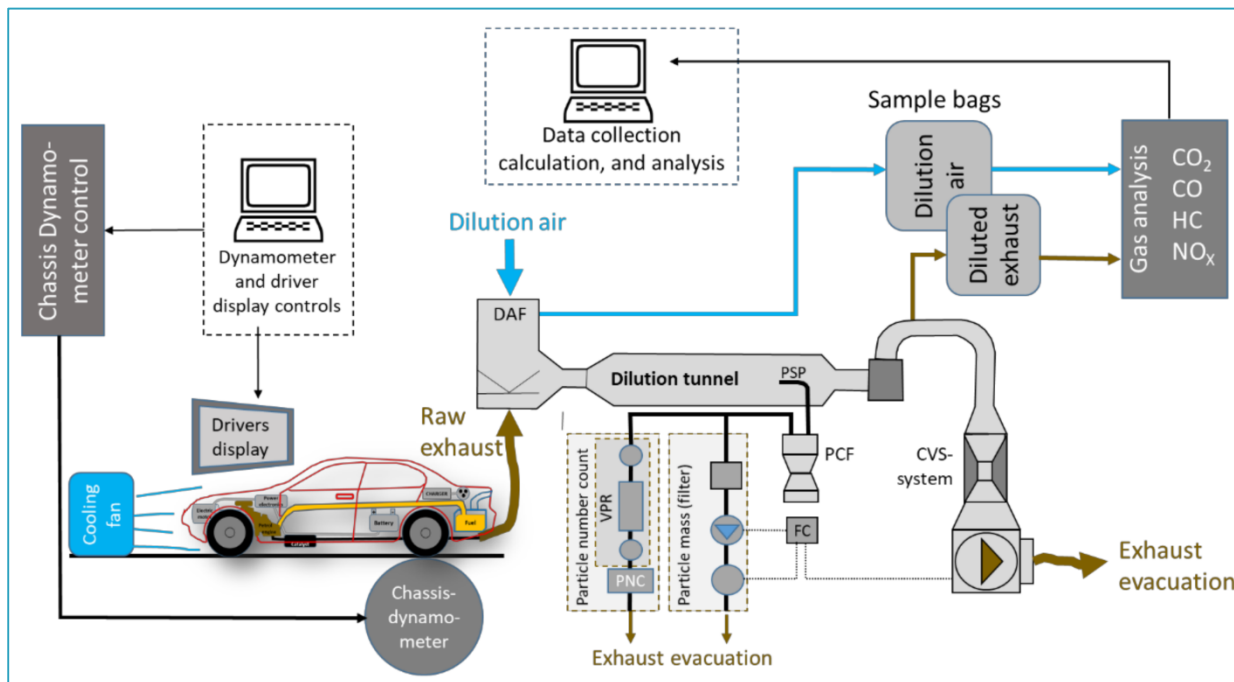 Data collection
calculation, and analysis
Sample bags
Dilution
air
Diluted
exhaust
Gas analysis
CO2
CO
HC
NOX
Chassis Dynamo-
meter control
Dynamometer
and driver
display controls
Dilution air
DAF
Dilution tunnel
PSP
Drivers
display
Raw
exhaust
PCF
CVS-
system
Cooling
fan
Power
electronics
CHARGER
Battery
Fuel
Particle number count
VPR
PNC
Particle mass (filter)
FC
Exhaust
evacuation
Chassis-
dynamo-
meter
Exhaust evacuation